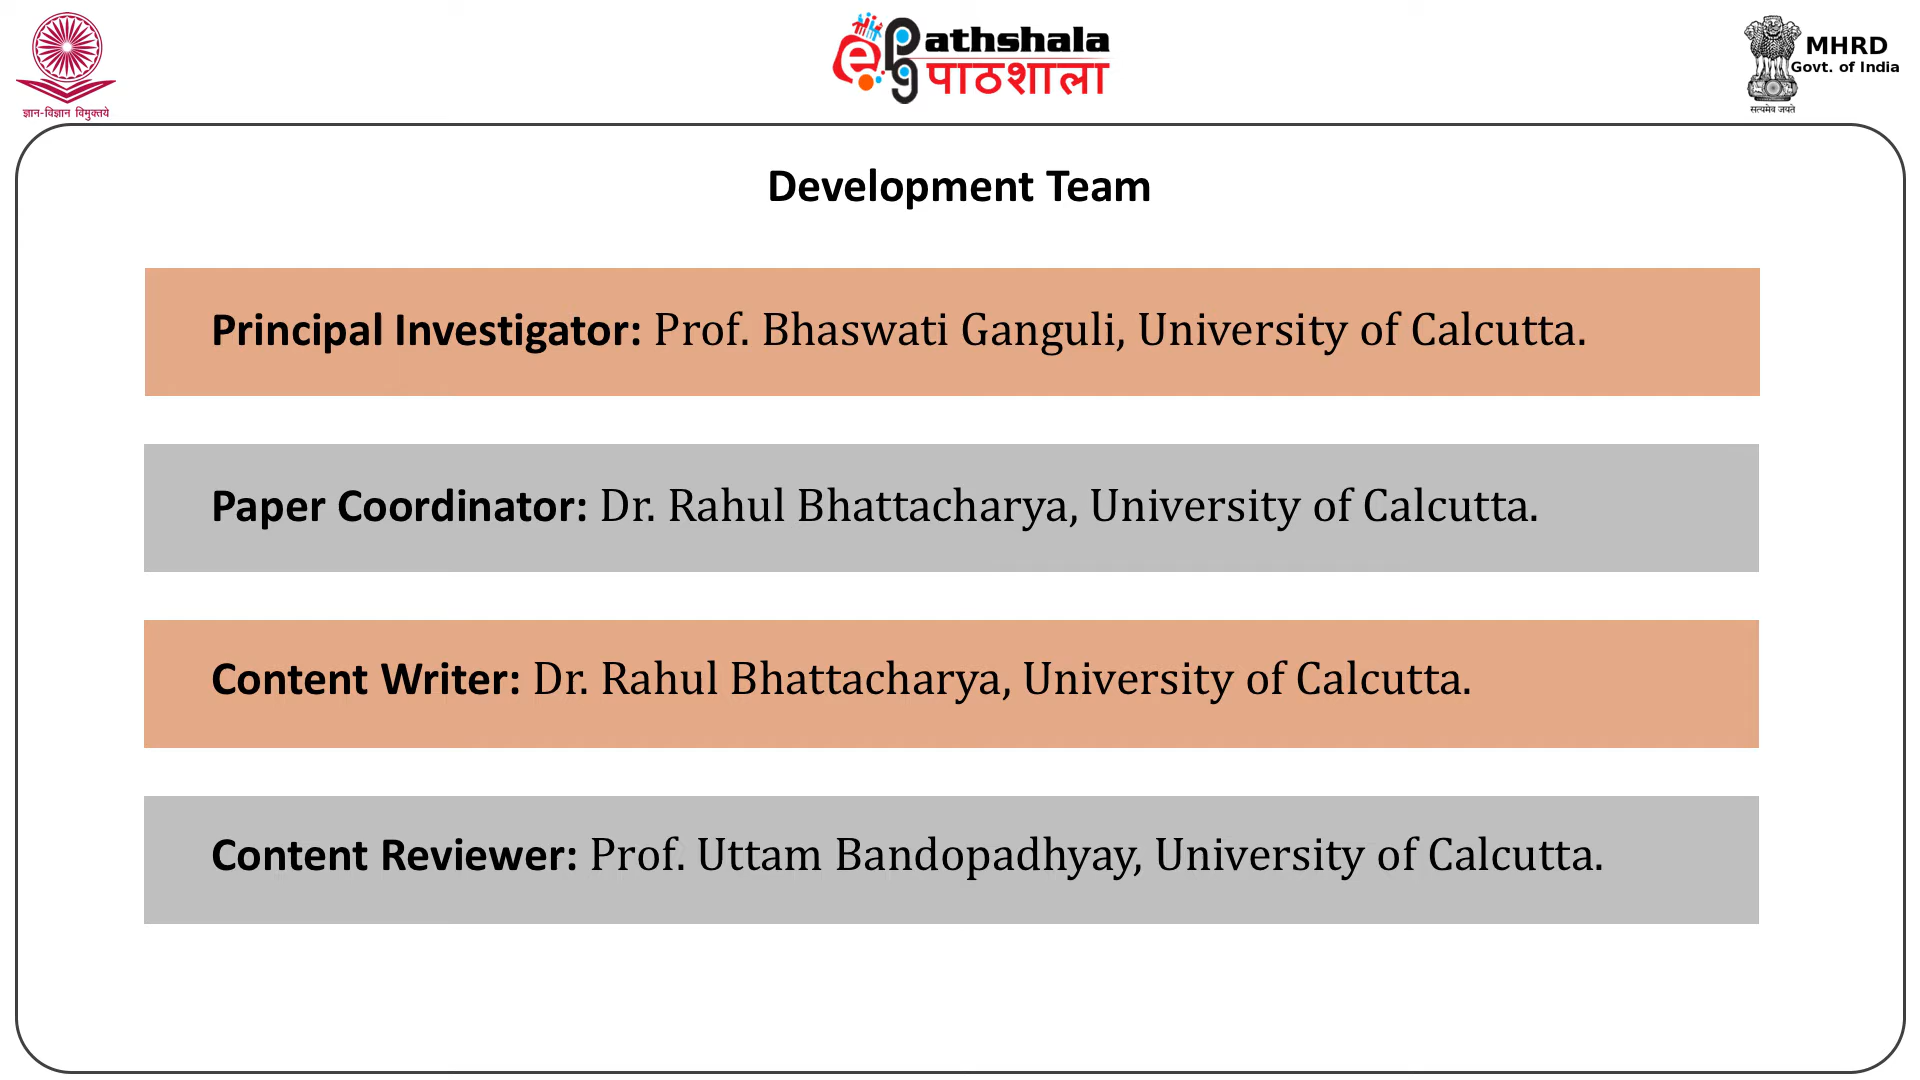 ज्ञान-विज्ञान विमुक्तये
ePg Pathshala
पाठशाला
MHRD
Govt. of India
सत्यमेव जयते
Development Team
Principal Investigator: Prof. Bhaswati Ganguli, University of Calcutta.
Paper Coordinator: Dr. Rahul Bhattacharya, University of Calcutta.
Content Writer: Dr. Rahul Bhattacharya, University of Calcutta.
Content Reviewer: Prof. Uttam Bandopadhyay, University of Calcutta.